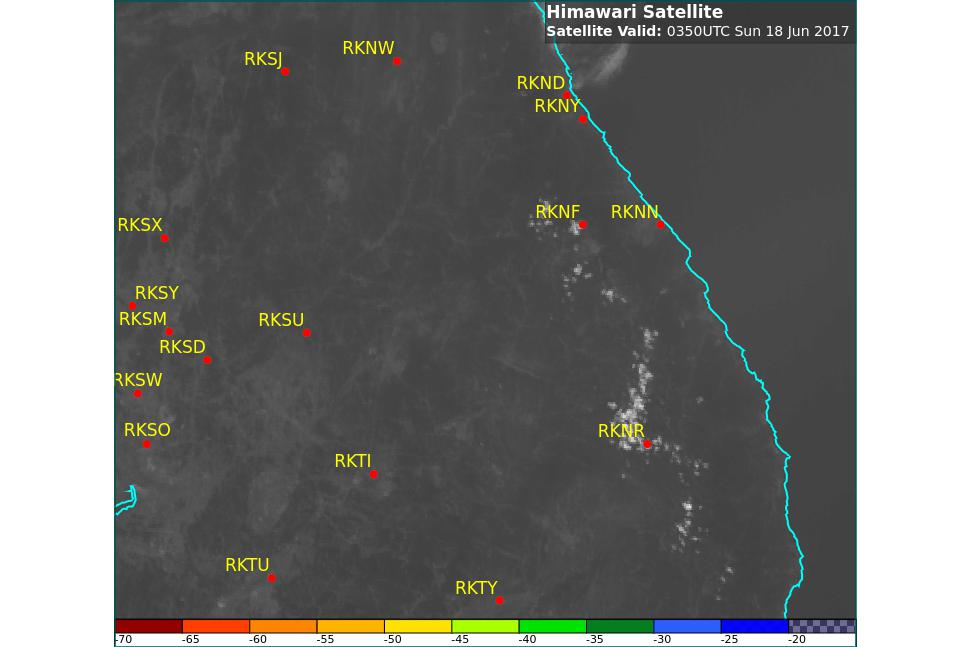 Himawari Satellite
Satellite Valid: 0350UTC Sun 18 Jun 2017
RKNW
RKSJ
RKND
RKNY
RKNF
RKNN
RKSX
RKSY
RKSM
RKSU
RKSD
RKSW
RKSO
RKNR
RKTI
RKTU
RKTY
-70 -65 -60 -55 -50 -45 -40 -35 -30 -25 -20